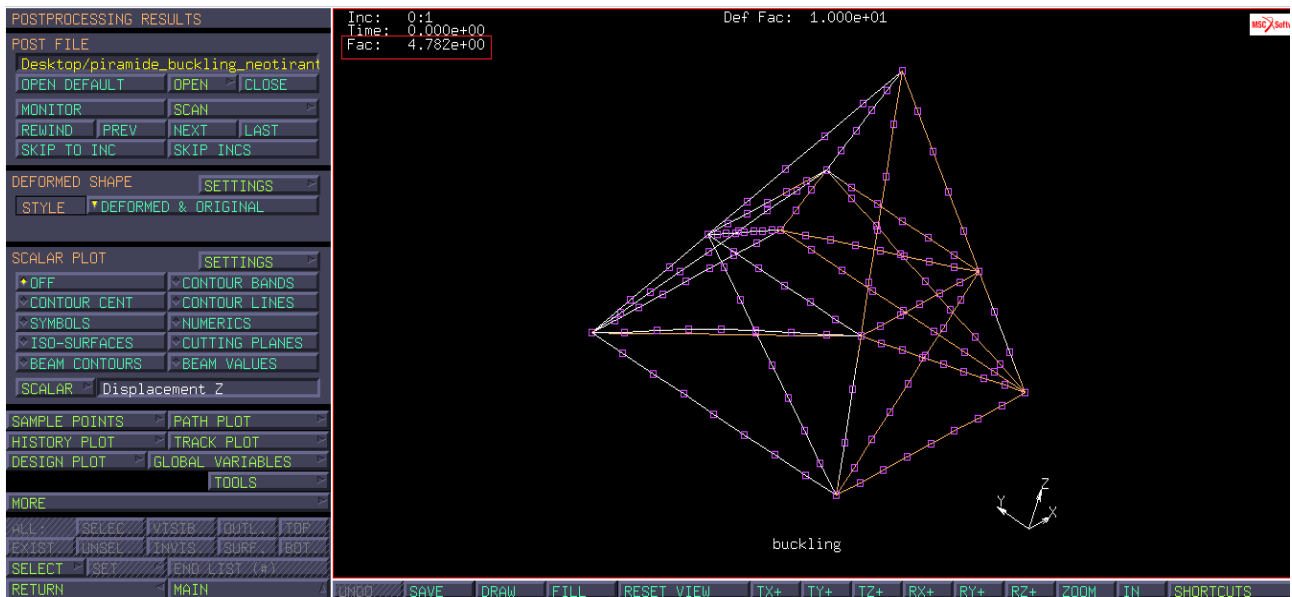 POSTPROCESSING RESULTS
POST FILE
Desktop/piramide_buckling_neotirant
OPEN DEFAULT OPEN CLOSE
MONITOR SCAN
REWIND PREV NEXT LAST
SKIP TO INC SKIP INCS
DEFORMED SHAPE SETTINGS
STYLE DEFORMED & ORIGINAL
SCALAR PLOT SETTINGS
OFF CONTOUR BANDS
CONTOUR CENT CONTOUR LINES
SYMBOLS NUMERICS
ISO-SURFACES CUTTING PLANES
BEAM CONTOURS BEAM VALUES
SCALAR Displacement Z
SAMPLE POINTS PATH PLOT
HISTORY PLOT TRACK PLOT
DESIGN PLOT GLOBAL VARIABLES
TOOLS
MORE
ALL: SELEC. VISIB. OUTL. TOP
EXIST. UNSEL. INVIS. SURF. BOT.
SELECT SET END LIST (#)
RETURN MAIN
Inc: 0:1
Time: 0.000e+00
Fac: 4.782e+00
Def Fac: 1.000e+01
MSC Softw
Z
Y
X
buckling
UNDO SAVE DRAW FILL RESET VIEW TX+ TY+ TZ+ RX+ RY+ RZ+ ZOOM IN SHORTCUTS